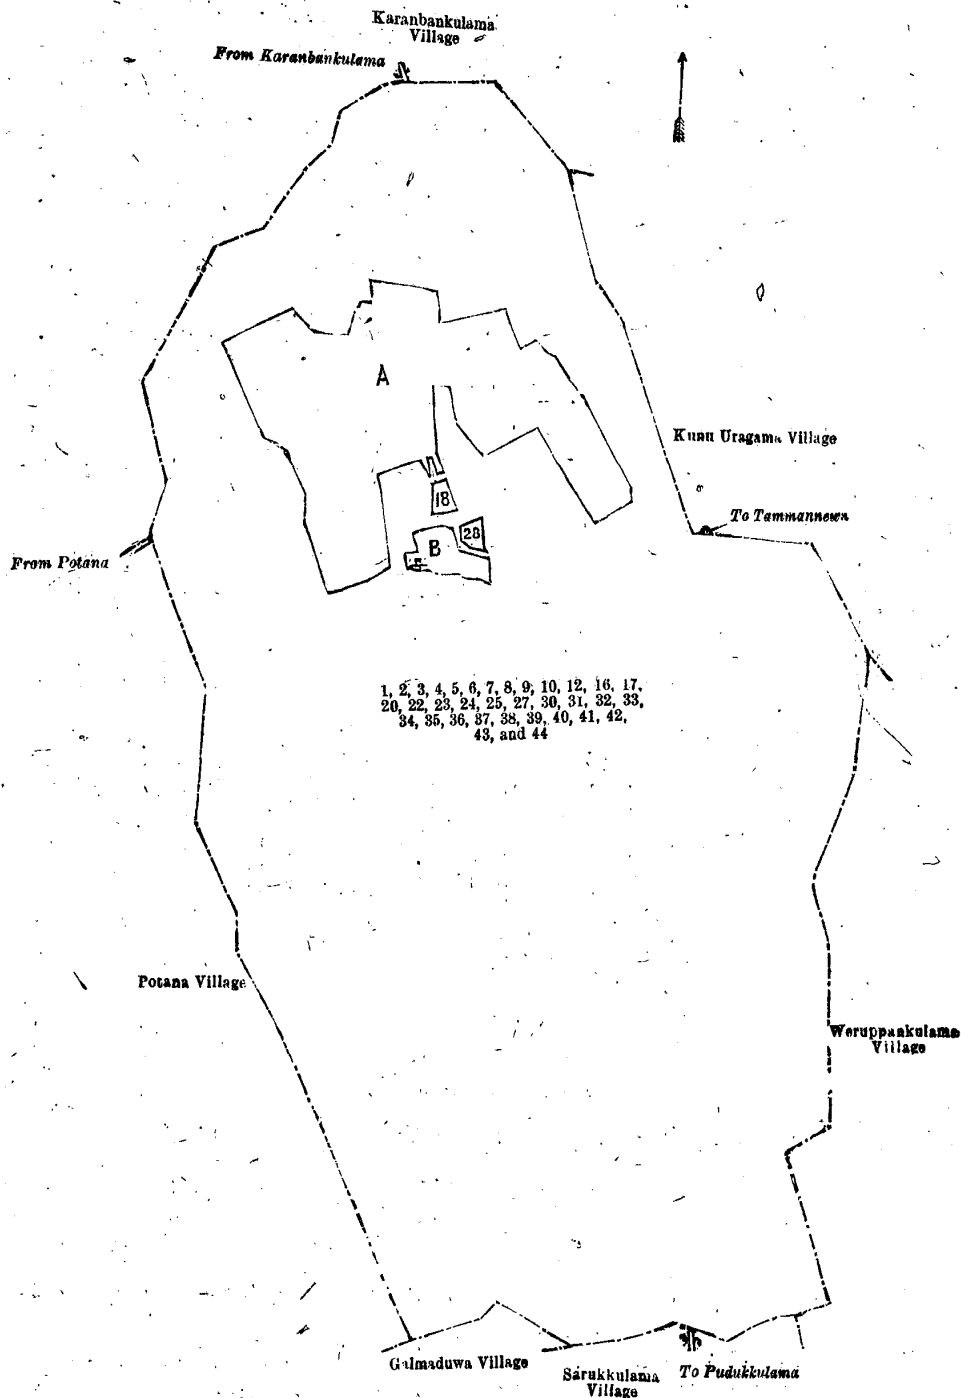 Karanbankulama
Village
From Karanbankulama
A
Kunu Uragama Village
18
To Tammannewa
28
B
From Potana
1, 2, 3, 4, 5, 6, 7, 8, 9, 10, 12, 16, 17,
20, 22, 23, 24, 25, 27, 30, 31, 32, 33,
34, 35, 36, 37, 38, 39, 40, 41, 42,
43, and 44
Potana Village
Weruppankulama
Village
Galmaduwa Village
Sarukkulama
Village
To Pudukkulama